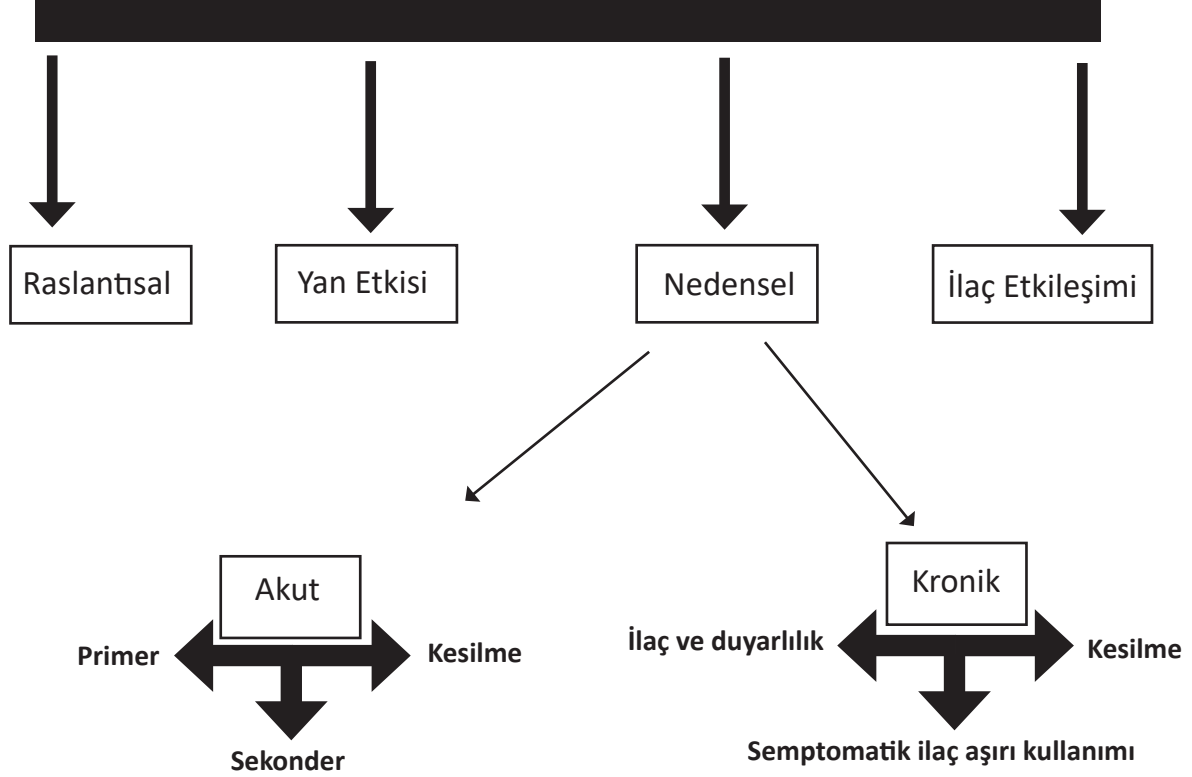 Raslantısal
Yan Etkisi
Nedensel
İlaç Etkileşimi
Akut
Primer
Kesilme
Sekonder
Kronik
İlaç ve duyarlılık
Kesilme
Semptomatik ilaç aşırı kullanımı